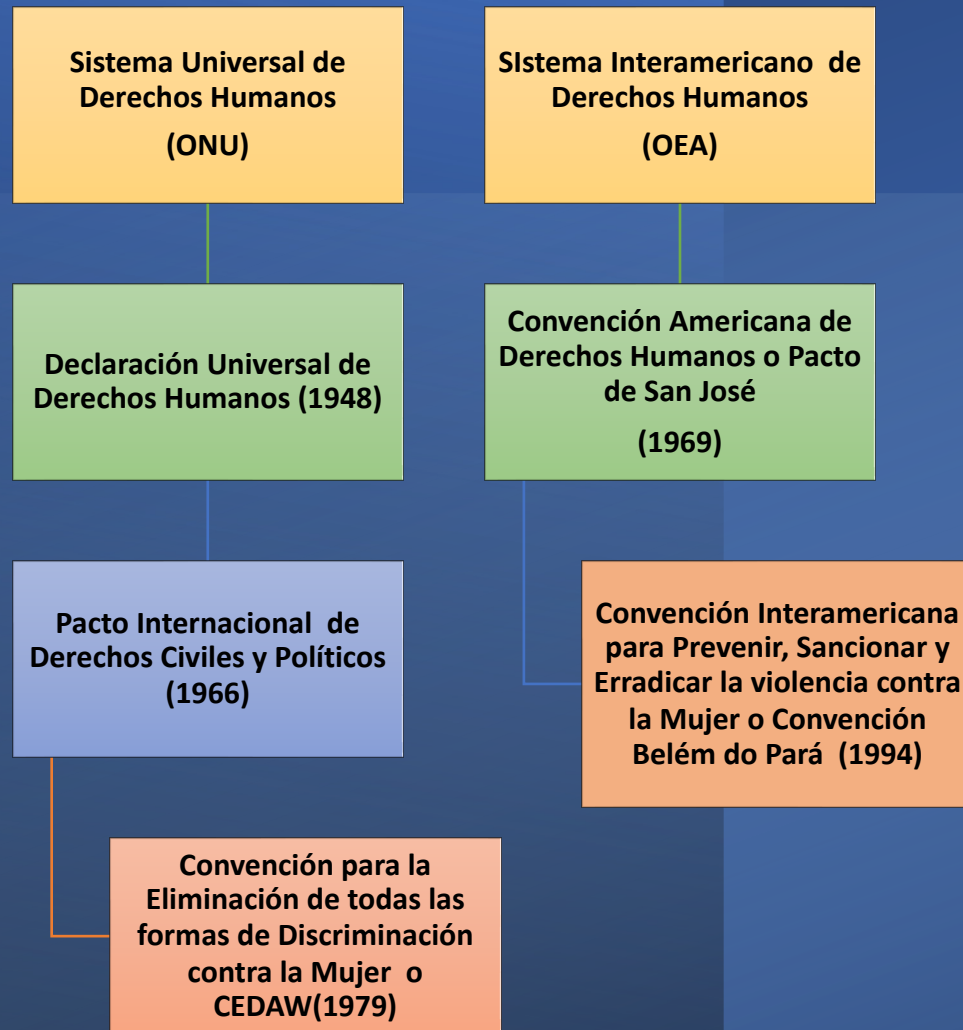 Sistema Universal de
Derechos Humanos
(ONU)
SIstema Interamericano de
Derechos Humanos
(OEA)
Declaración Universal de
Derechos Humanos (1948)
Convención Americana de
Derechos Humanos o Pacto
de San José
(1969)
Pacto Internacional de
Derechos Civiles y Políticos
(1966)
Convención Interamericana
para Prevenir, Sancionar y
Erradicar la violencia contra
la Mujer o Convención
Belém do Pará (1994)
Convención para la
Eliminación de todas las
formas de Discriminación
contra la Mujer o
CEDAW(1979)